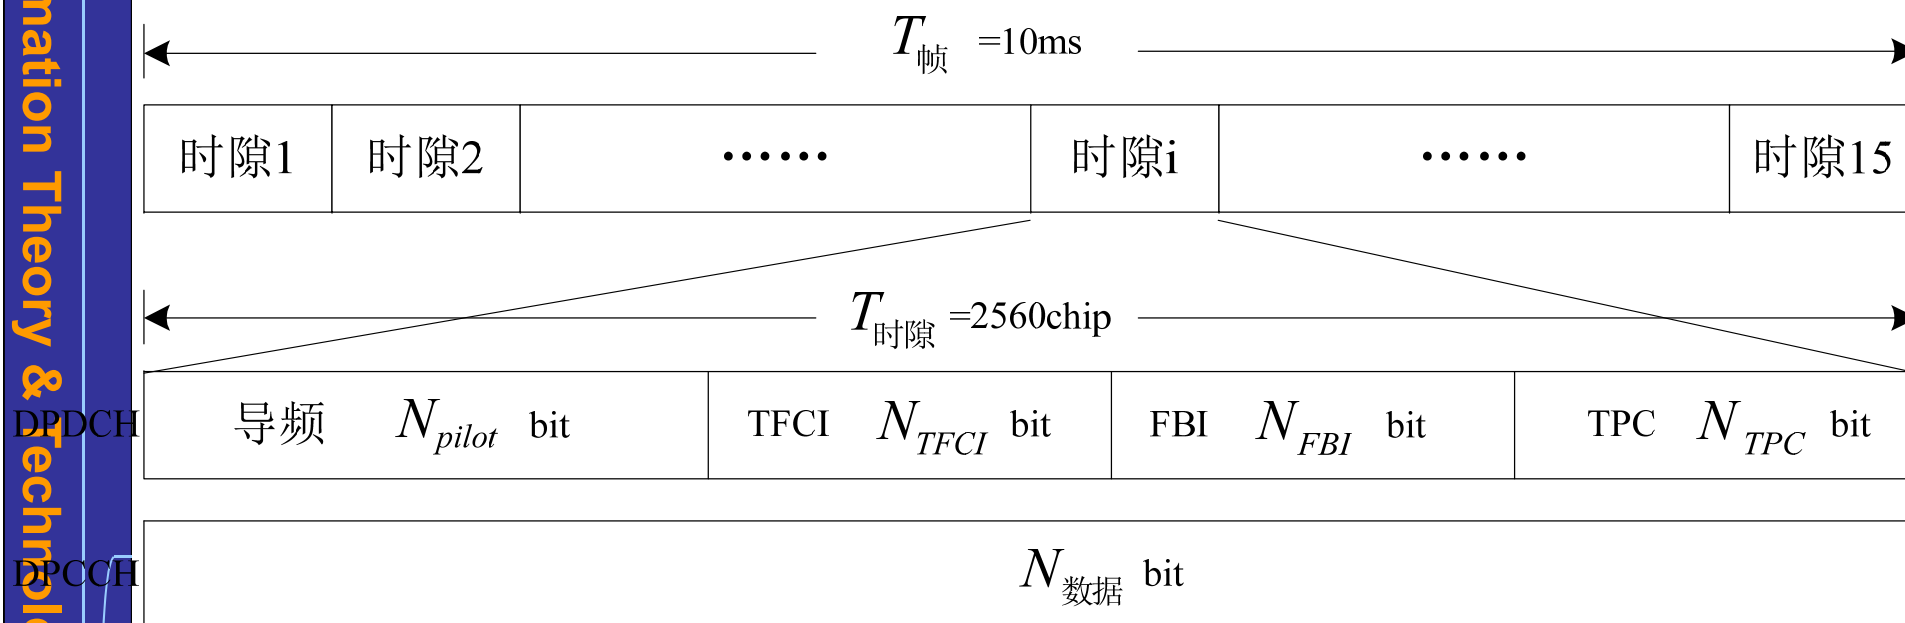 mation Theory & Technolo
T帧 =10ms
时隙1 时隙2 …… 时隙i …… 时隙15
T时隙 =2560chip
DPDCH 导频 Npilot bit TFCI NTFCI bit FBI NFBI bit TPC NTPC bit
DPCCH N数据 bit